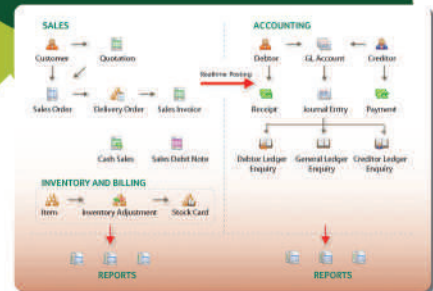 SALES
Customer
Quotation
Sales Order
Delivery Order
Sales Invoice
Cash Sales
Sales Debit Note
INVENTORY AND BILLING
Item
Inventory Adjustment
Stock Card
REPORTS
Realtime Posting
ACCOUNTING
Debtor
GL Account
Creditor
Receipt
Journal Entry
Payment
Debtor Ledger
Enquiry
General Ledger
Enquiry
Creditor Ledger
Enquiry
REPORTS